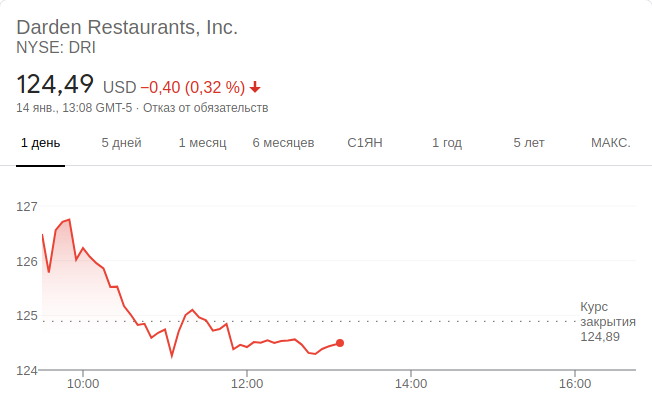 Darden Restaurants, Inc.
NYSE: DRI
124,49 USD −0,40 (0,32 %)
14 янв., 13:08 GMT-5 · Отказ от обязательств
1 день 5 дней 1 месяц 6 месяцев С1ЯН 1 год 5 лет МАКС.
127
126
125
124
Курс
закрытия
124,89
10:00 12:00 14:00 16:00